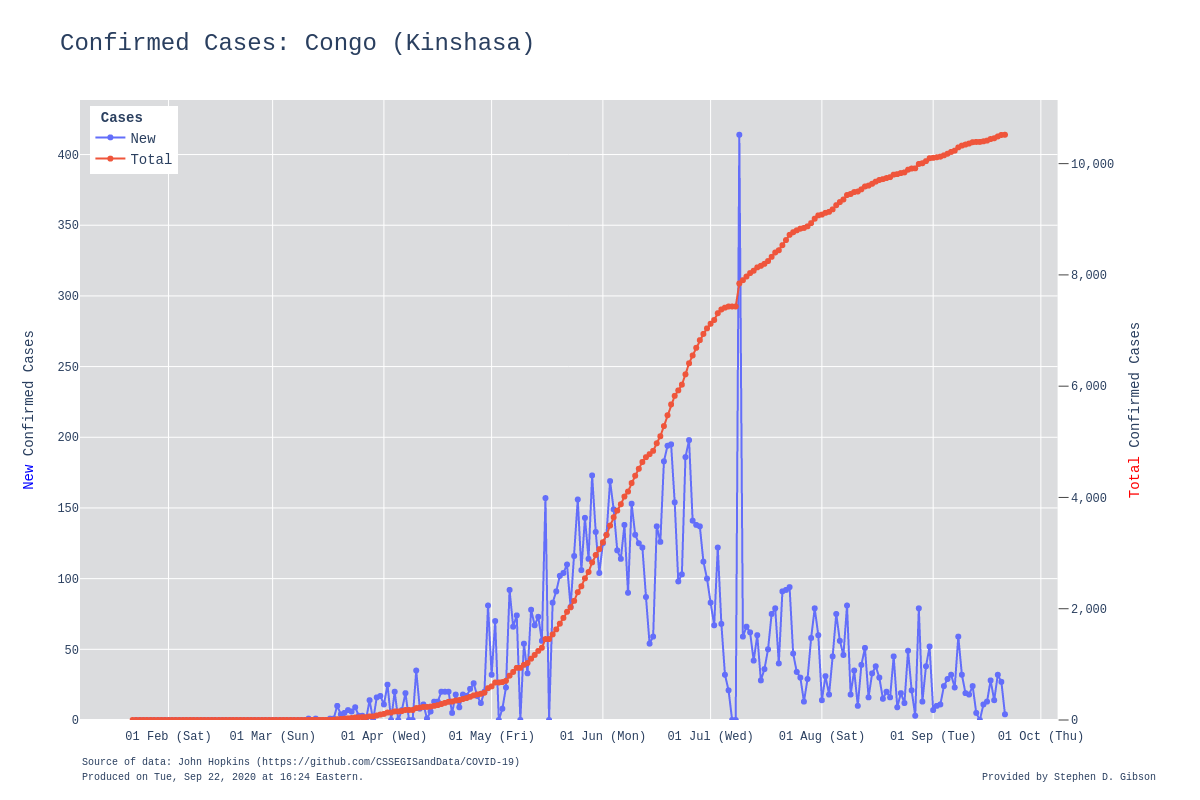 Confirmed Cases: Congo (Kinshasa)
Cases
New
Total
400
350
300
250
200
150
100
50
0
New Confirmed Cases
10,000
8,000
6,000
4,000
2,000
0
Total Confirmed Cases
01 Feb (Sat) 01 Mar (Sun) 01 Apr (Wed) 01 May (Fri) 01 Jun (Mon) 01 Jul (Wed) 01 Aug (Sat) 01 Sep (Tue) 01 Oct (Thu)
Source of data: John Hopkins (https://github.com/CSSEGISandData/COVID-19)
Produced on Tue, Sep 22, 2020 at 16:24 Eastern.
Provided by Stephen D. Gibson